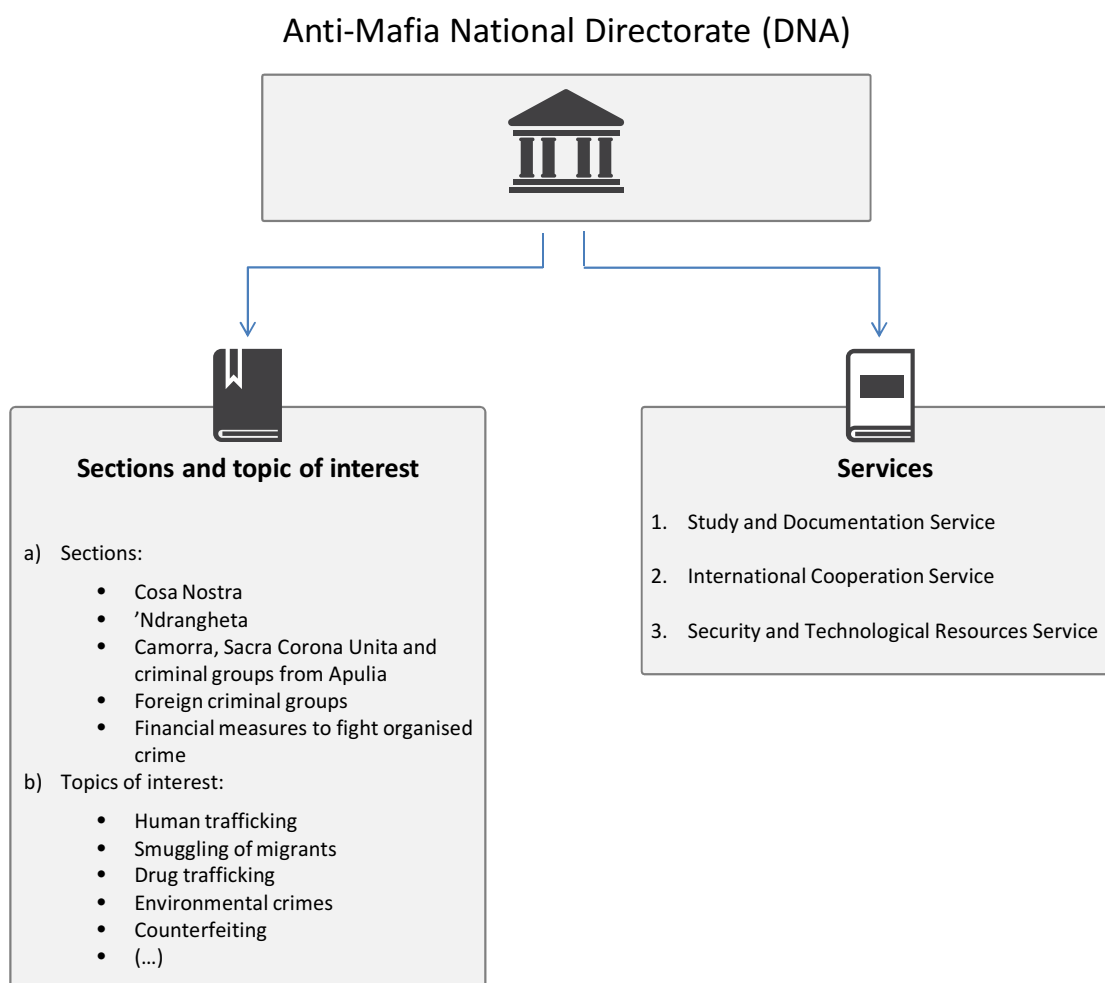 Anti-Mafia National Directorate (DNA)
Sections and topic of interest
a) Sections:
• Cosa Nostra
• ’Ndrangheta
• Camorra, Sacra Corona Unita and
criminal groups from Apulia
• Foreign criminal groups
• Financial measures to fight organised
crime
b) Topics of interest:
• Human trafficking
• Smuggling of migrants
• Drug trafficking
• Environmental crimes
• Counterfeiting
• (…)
Services
1. Study and Documentation Service
2. International Cooperation Service
3. Security and Technological Resources Service